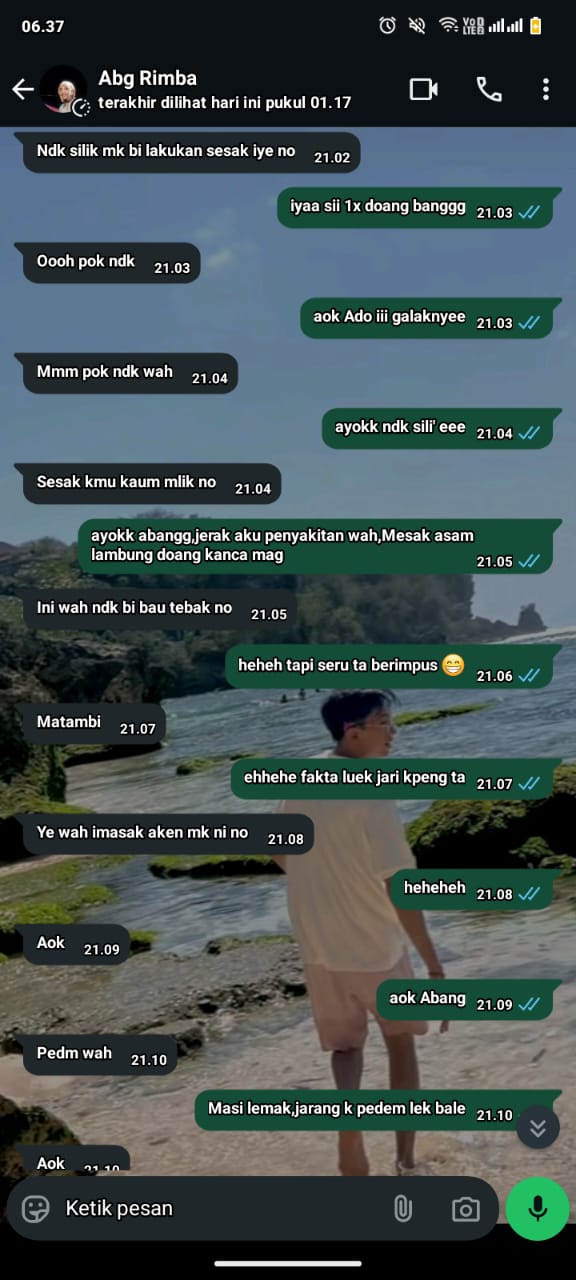 06.37
Abg Rimba
terakhir dilihat hari ini pukul 01.17
Ndk silik mk bi lakukan sesak iye no 21.02
iyaa sii 1x doang banggg 21.03
Oooh pok ndk 21.03
aok Ado iii galaknyee 21.03
Mmm pok ndk wah 21.04
ayokk ndk sili' eee 21.04
Sesak kmu kaum mlik no 21.04
ayokk abangg,jerak aku penyakitan wah,Mesak asam
lambung doang kanca mag 21.05
Ini wah ndk bi bau tebak no 21.05
heheh tapi seru ta berimpus 😁 21.06
Matambi 21.07
ehhehe fakta luek jari kpeng ta 21.07
Ye wah imasak aken mk ni no 21.08
heheheh 21.08
Aok 21.09
aok Abang 21.09
Pedm wah 21.10
Masi lemak,jarang k pedem lek bale 21.10
Aok 21.10
Ketik pesan